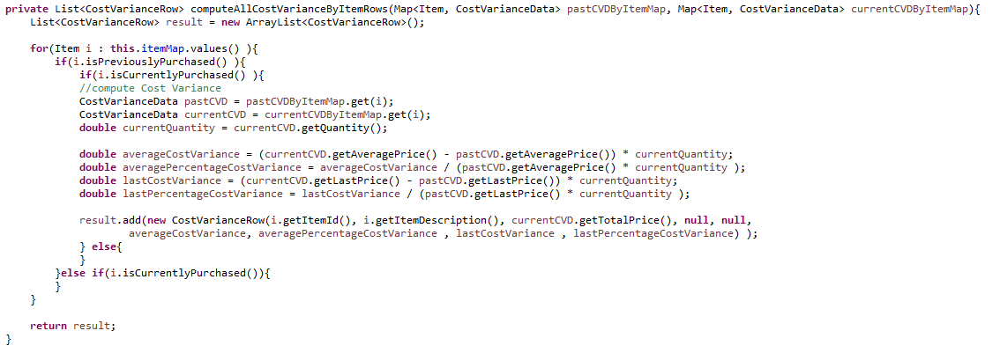 private List<CostVarianceRow> computeAllCostVarianceByItemRows(Map<Item, CostVarianceData> pastCVDByItemMap, Map<Item, CostVarianceData> currentCVDByItemMap){
    List<CostVarianceRow> result = new ArrayList<CostVarianceRow>();

    for(Item i : this.itemMap.values() ){
        if(i.isPreviouslyPurchased() ){
            if(i.isCurrentlyPurchased() ){
            //compute Cost Variance
            CostVarianceData pastCVD = pastCVDByItemMap.get(i);
            CostVarianceData currentCVD = currentCVDByItemMap.get(i);
            double currentQuantity = currentCVD.getQuantity();

            double averageCostVariance = (currentCVD.getAveragePrice() - pastCVD.getAveragePrice()) * currentQuantity;
            double averagePercentageCostVariance = averageCostVariance / (pastCVD.getAveragePrice() * currentQuantity );
            double lastCostVariance = (currentCVD.getLastPrice() - pastCVD.getLastPrice()) * currentQuantity;
            double lastPercentageCostVariance = lastCostVariance / (pastCVD.getLastPrice() * currentQuantity );

            result.add(new CostVarianceRow(i.getItemId(), i.getItemDescription(), currentCVD.getTotalPrice(), null, null,
                    averageCostVariance, averagePercentageCostVariance , lastCostVariance , lastPercentageCostVariance) );
            } else{
            }
        }else if(i.isCurrentlyPurchased()){
        }
    }

    return result;
}